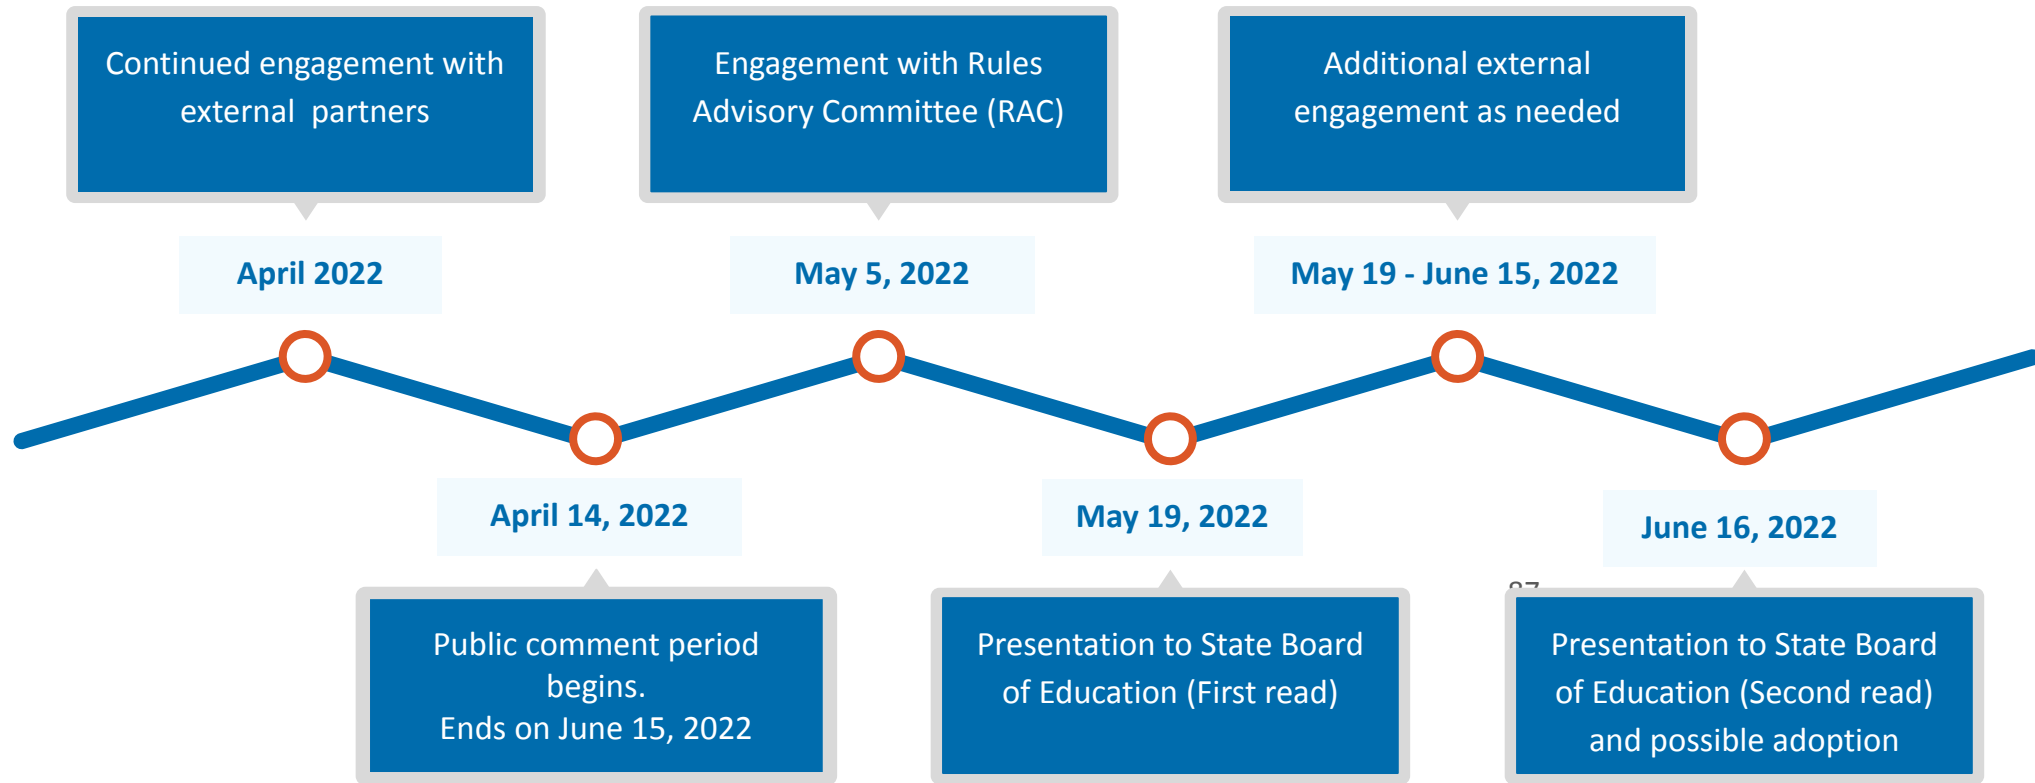 Continued engagement with
external  partners
April 2022
Engagement with Rules
Advisory Committee (RAC)
May 5, 2022
Additional external
engagement as needed
May 19 - June 15, 2022
April 14, 2022
Public comment period
begins.
Ends on June 15, 2022
May 19, 2022
Presentation to State Board
of Education (First read)
87
June 16, 2022
Presentation to State Board
of Education (Second read)
and possible adoption